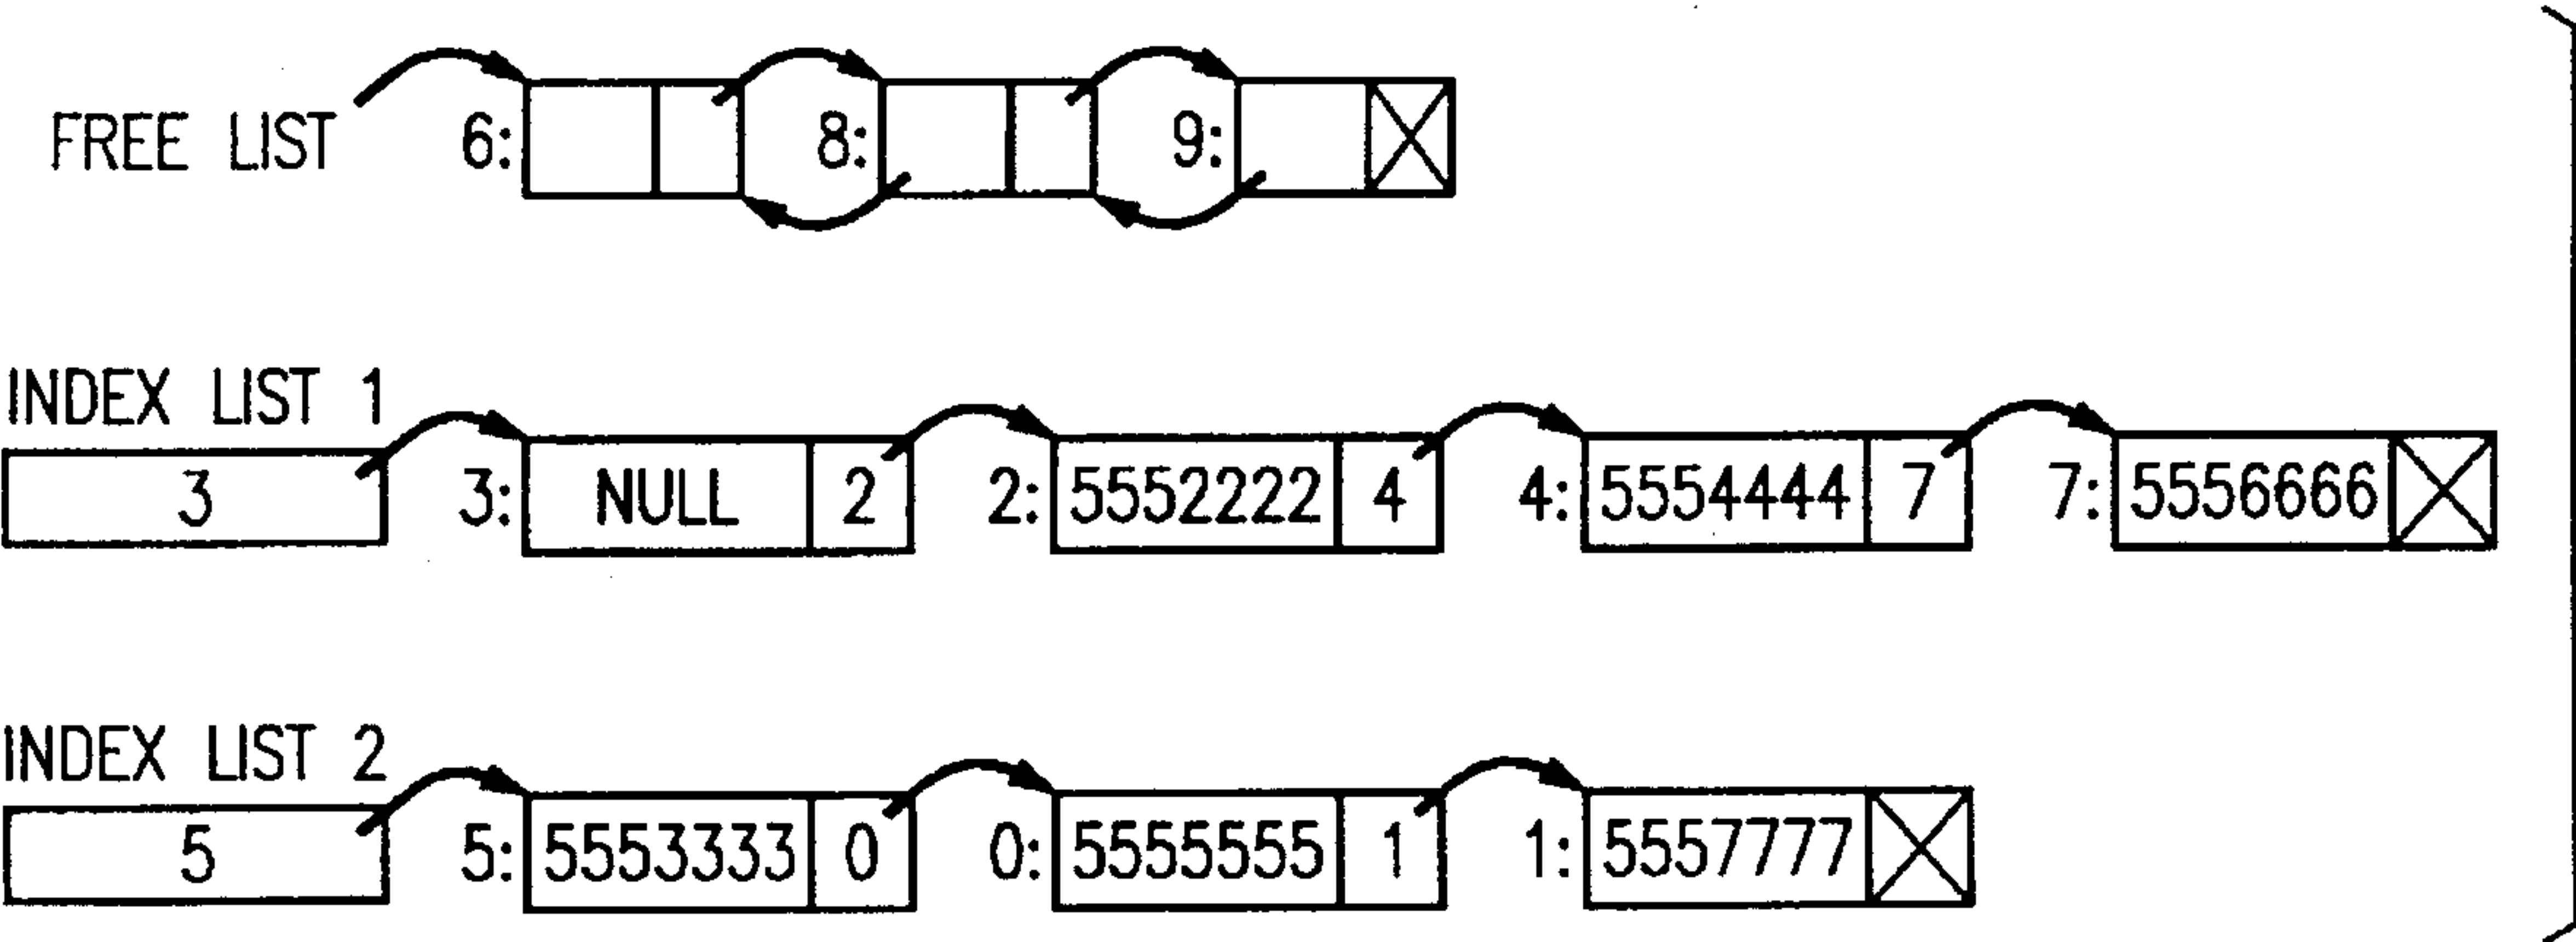 FREE LIST 6: 8: 9:
INDEX LIST 1
3 3: NULL 2 2: 5552222 4 4: 5554444 7 7: 5556666
INDEX LIST 2
5 5: 5553333 0 0: 5555555 1 1: 5557777